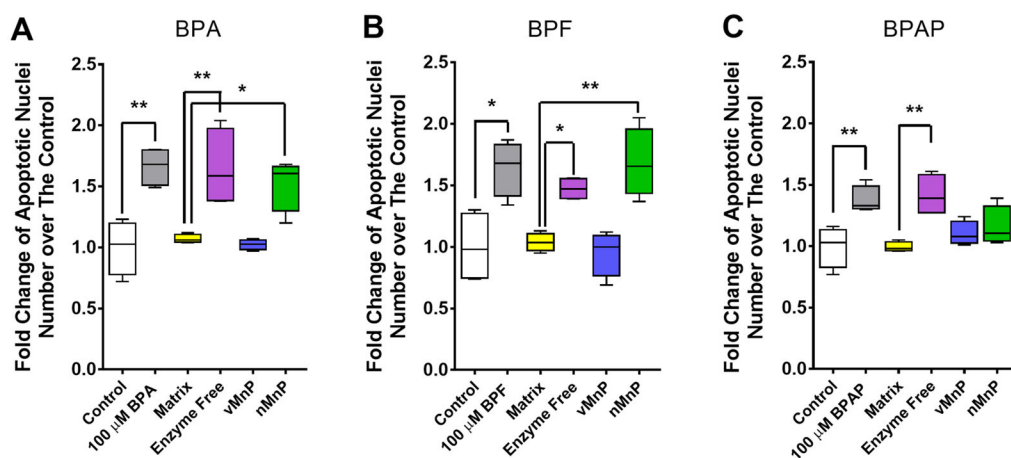 A
BPA
Fold Change of Apoptotic Nuclei
Number over The Control
2.5
2.0
1.5
1.0
0.5
0.0
**
**
*
Control
100 μM BPA
Matrix
Enzyme Free
vMnP
nMnP
B
BPF
Fold Change of Apoptotic Nuclei
Number over The Control
2.5
2.0
1.5
1.0
0.5
0.0
*
**
*
Control
100 μM BPF
Matrix
Enzyme Free
vMnP
nMnP
C
BPAP
Fold Change of Apoptotic Nuclei
Number over The Control
2.5
2.0
1.5
1.0
0.5
0.0
**
**
Control
100 μM BPAP
Matrix
Enzyme Free
vMnP
nMnP